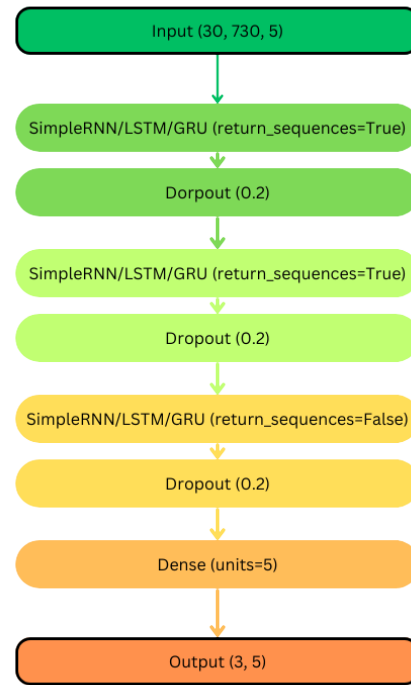 Input (30, 730, 5)
SimpleRNN/LSTM/GRU (return_sequences=True)
Dorpout (0.2)
SimpleRNN/LSTM/GRU (return_sequences=True)
Dropout (0.2)
SimpleRNN/LSTM/GRU (return_sequences=False)
Dropout (0.2)
Dense (units=5)
Output (3, 5)